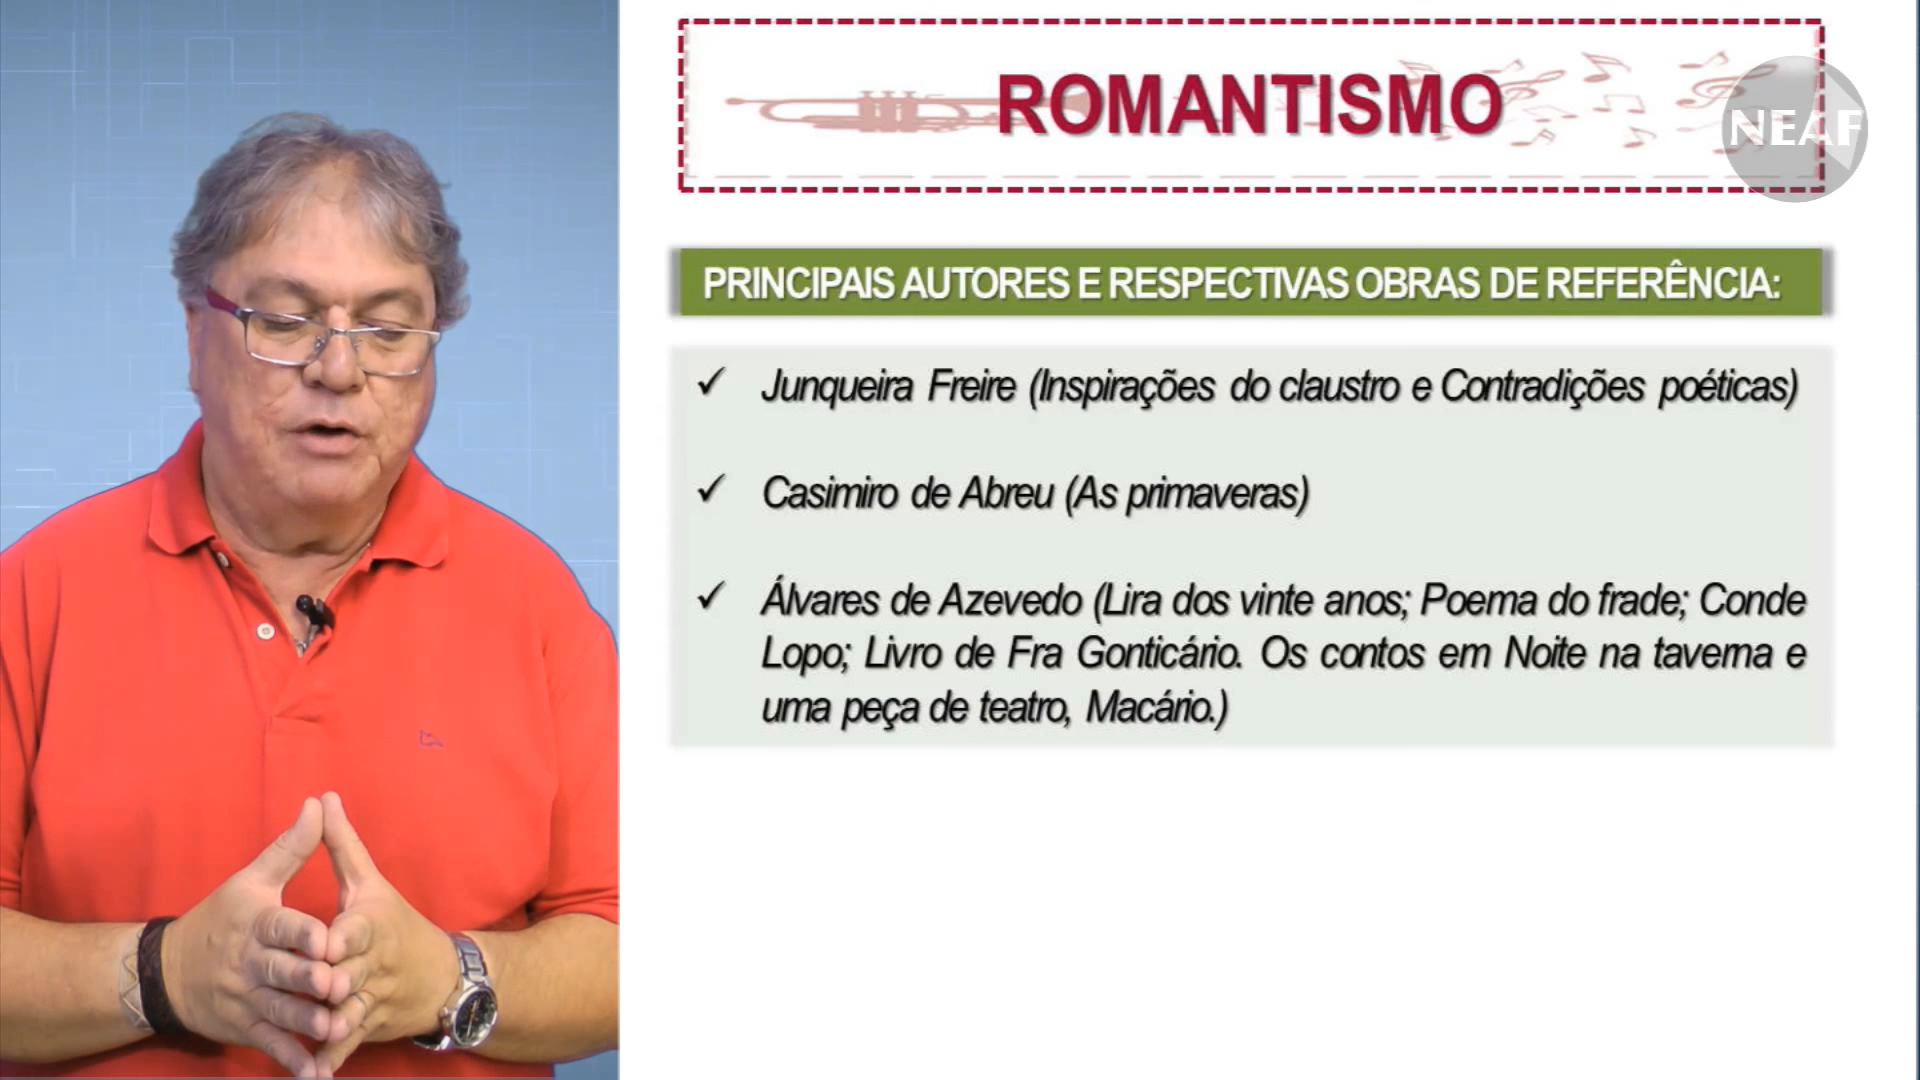 ROMANTISMO
NEAF
PRINCIPAIS AUTORES E RESPECTIVAS OBRAS DE REFERÊNCIA:
✓ Junqueira Freire (Inspirações do claustro e Contradições poéticas)
✓ Casimiro de Abreu (As primaveras)
✓ Álvares de Azevedo (Lira dos vinte anos; Poema do frade; Conde
Lopo; Livro de Fra Gonticário. Os contos em Noite na taverna e
uma peça de teatro, Macário.)